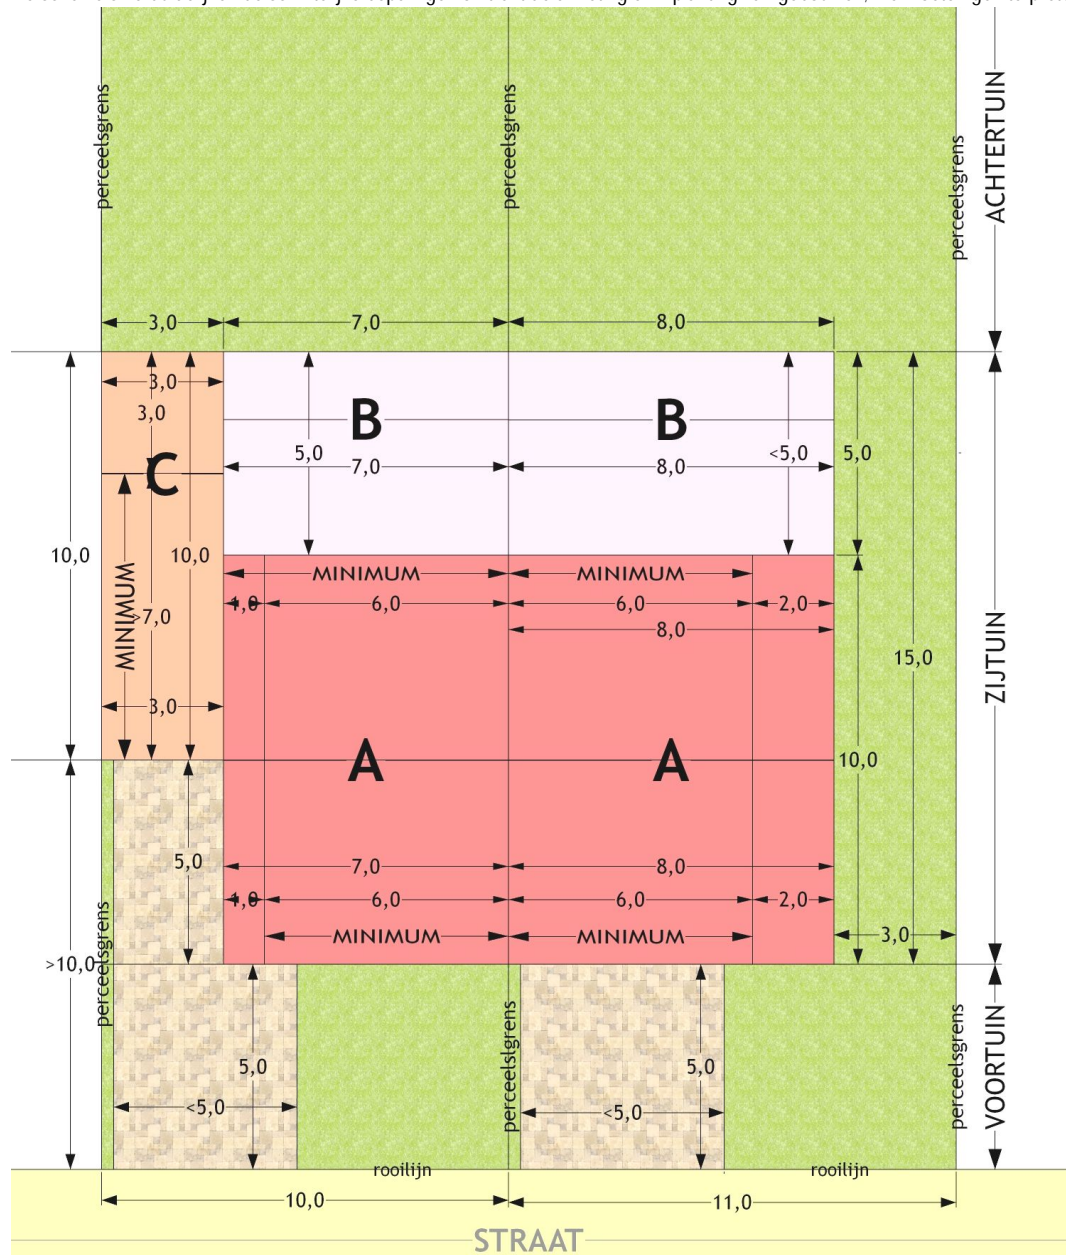 perceelsgrens
perceelsgrens
perceelsgrens
ACHTERTUIN
3,0
7,0
8,0
3,0
3,0
B
B
C
5,0
<5,0
5,0
7,0
8,0
10,0
10,0
MINIMUM
MINIMUM
1,0
6,0
6,0
2,0
MINIMUM
>7,0
8,0
15,0
ZIJTUIN
3,0
A
A
10,0
5,0
7,0
8,0
1,0
6,0
6,0
2,0
MINIMUM
MINIMUM
3,0
>10,0
perceelsgrens
perceelslgrens
perceelsgrens
VOORTUIN
5,0
5,0
<5,0
<5,0
rooilijn
rooilijn
10,0
11,0
STRAAT